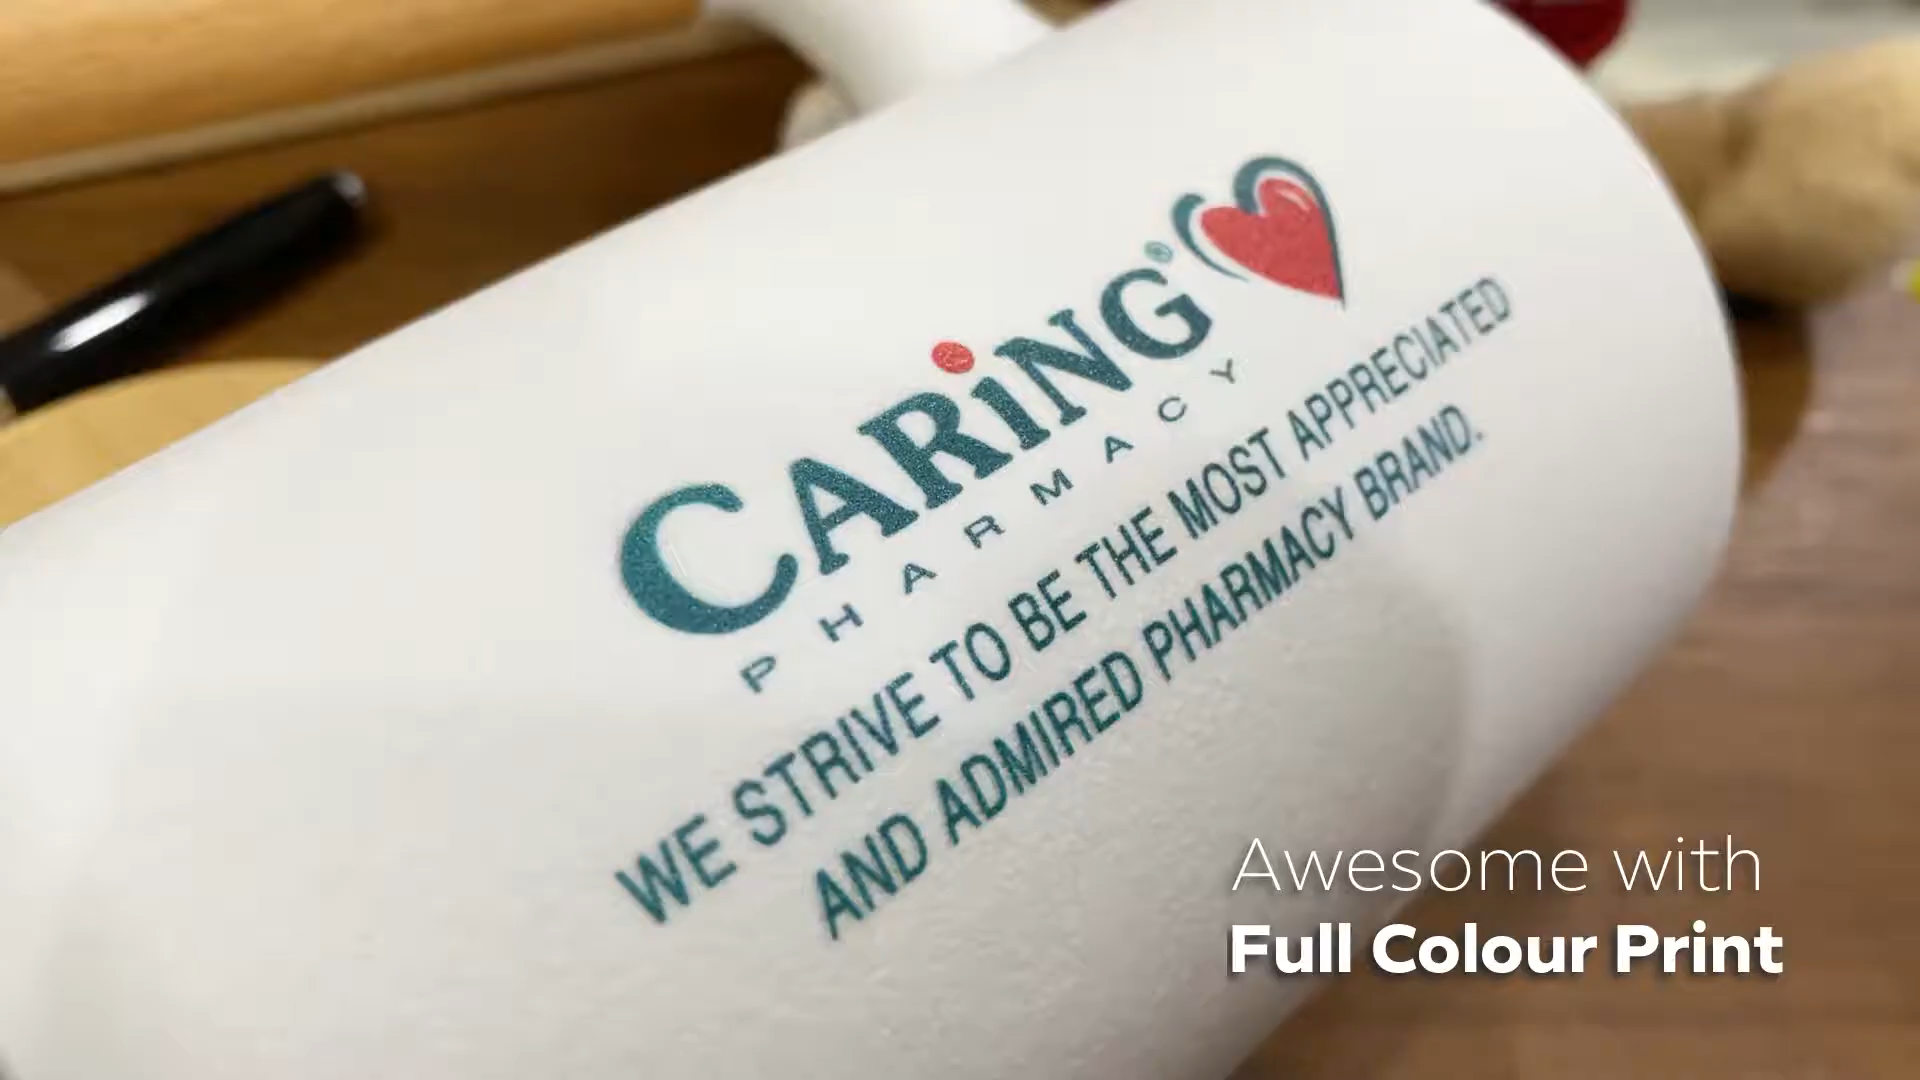 CARiNG®
PHARMACY
WE STRIVE TO BE THE MOST APPRECIATED
AND ADMIRED PHARMACY BRAND.
Awesome with
Full Colour Print